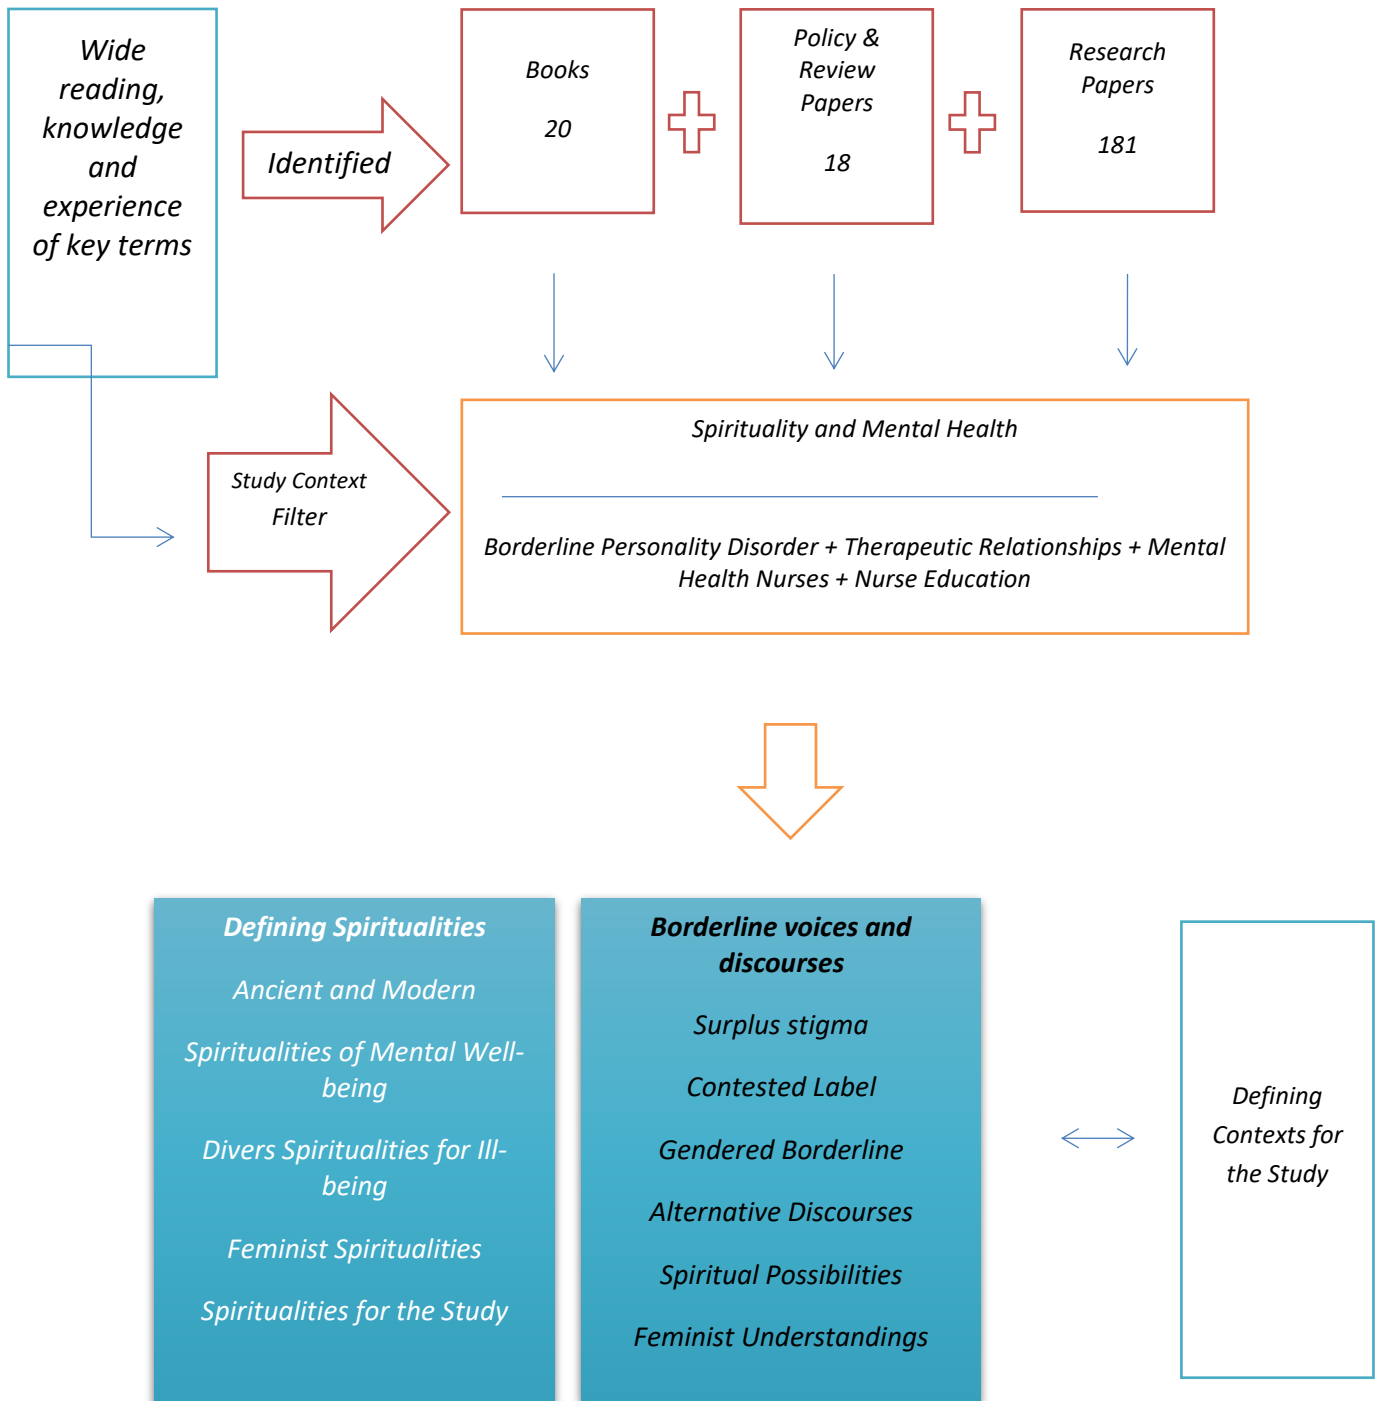 Wide
reading,
knowledge
and
experience
of key terms
Identified
Books
20
Policy &
Review
Papers
18
Research
Papers
181
Study Context
Filter
Spirituality and Mental Health
Borderline Personality Disorder + Therapeutic Relationships + Mental
Health Nurses + Nurse Education
Defining Spiritualities
Ancient and Modern
Spiritualities of Mental Well-
being
Divers Spiritualities for Ill-
being
Feminist Spiritualities
Spiritualities for the Study
Borderline voices and
discourses
Surplus stigma
Contested Label
Gendered Borderline
Alternative Discourses
Spiritual Possibilities
Feminist Understandings
Defining
Contexts for
the Study